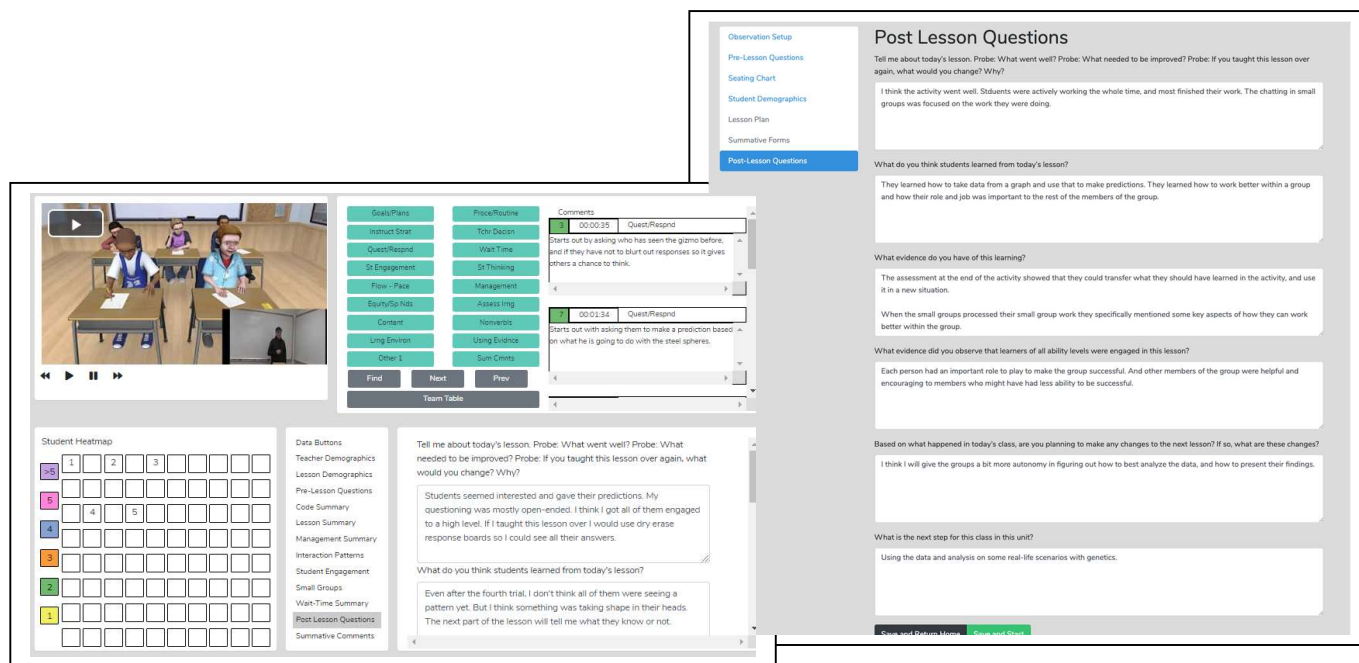 Observation Setup
Pre-Lesson Questions
Seating Chart
Student Demographics
Lesson Plan
Summative Forms
Post-Lesson Questions
Post Lesson Questions
Tell me about today's lesson. Probe: What went well? Probe: What needed to be improved? Probe: If you taught this lesson over
again, what would you change? Why?
I think the activity went well. Stduents were actively working the whole time, and most finished their work. The chatting in small
groups was focused on the work they were doing.
What do you think students learned from today's lesson?
They learned how to take data from a graph and use that to make predictions. They learned how to work better within a group
and how their role and job was important to the rest of the members of the group.
What evidence do you have of this learning?
The assessment at the end of the activity showed that they could transfer what they should have learned in the activity, and use
it in a new situation.
When the small groups processed their small group work they specifically mentioned some key aspects of how they can work
better within the group.
What evidence did you observe that learners of all ability levels were engaged in this lesson?
Each person had an important role to play to make the group successful. And other members of the group were helpful and
encouraging to members who might have had less ability to be successful.
Based on what happened in today's class, are you planning to make any changes to the next lesson? If so, what are these changes?
I think I will give the groups a bit more autonomy in figuring out how to best analyze the data, and how to present their findings.
What is the next step for this class in this unit?
Using the data and analysis on some real-life scenarios with genetics.
Save and Return Home
Save and Start
Goals/Plans
Proce/Routine
Instruct Strat
Tchr Decisn
Quest/Respnd
Wait Time
St Engagement
St Thinking
Flow - Pace
Management
Equity/Sp Nds
Assess lrng
Content
Nonverbls
Lrng Environ
Using Evidnce
Other 1
Sum Cmnts
Find
Next
Prev
Team Table
Comments
3 00:00:35 Quest/Respnd
Starts out by asking who has seen the gizmo before,
and if they have not to blurt out responses so it gives
others a chance to think.
7 00:01:34 Quest/Respnd
Starts out with asking them to make a prediction based
on what he is going to do with the steel spheres.
Student Heatmap
>5
5
4
3
2
1
1 2 3
4 5
Data Buttons
Teacher Demographics
Lesson Demographics
Pre-Lesson Questions
Code Summary
Lesson Summary
Management Summary
Interaction Patterns
Student Engagement
Small Groups
Wait-Time Summary
Post Lesson Questions
Summative Comments
Tell me about today's lesson. Probe: What went well? Probe: What
needed to be improved? Probe: If you taught this lesson over again, what
would you change? Why?
Students seemed interested and gave their predictions. My
questioning was mostly open-ended. I think I got all of them engaged
to a high level. If I taught this lesson over I would use dry erase
response boards so I could see all their answers.
What do you think students learned from today's lesson?
Even after the fourth trial, I don't think all of them were seeing a
pattern yet. But I think something was taking shape in their heads.
The next part of the lesson will tell me what they know or not.